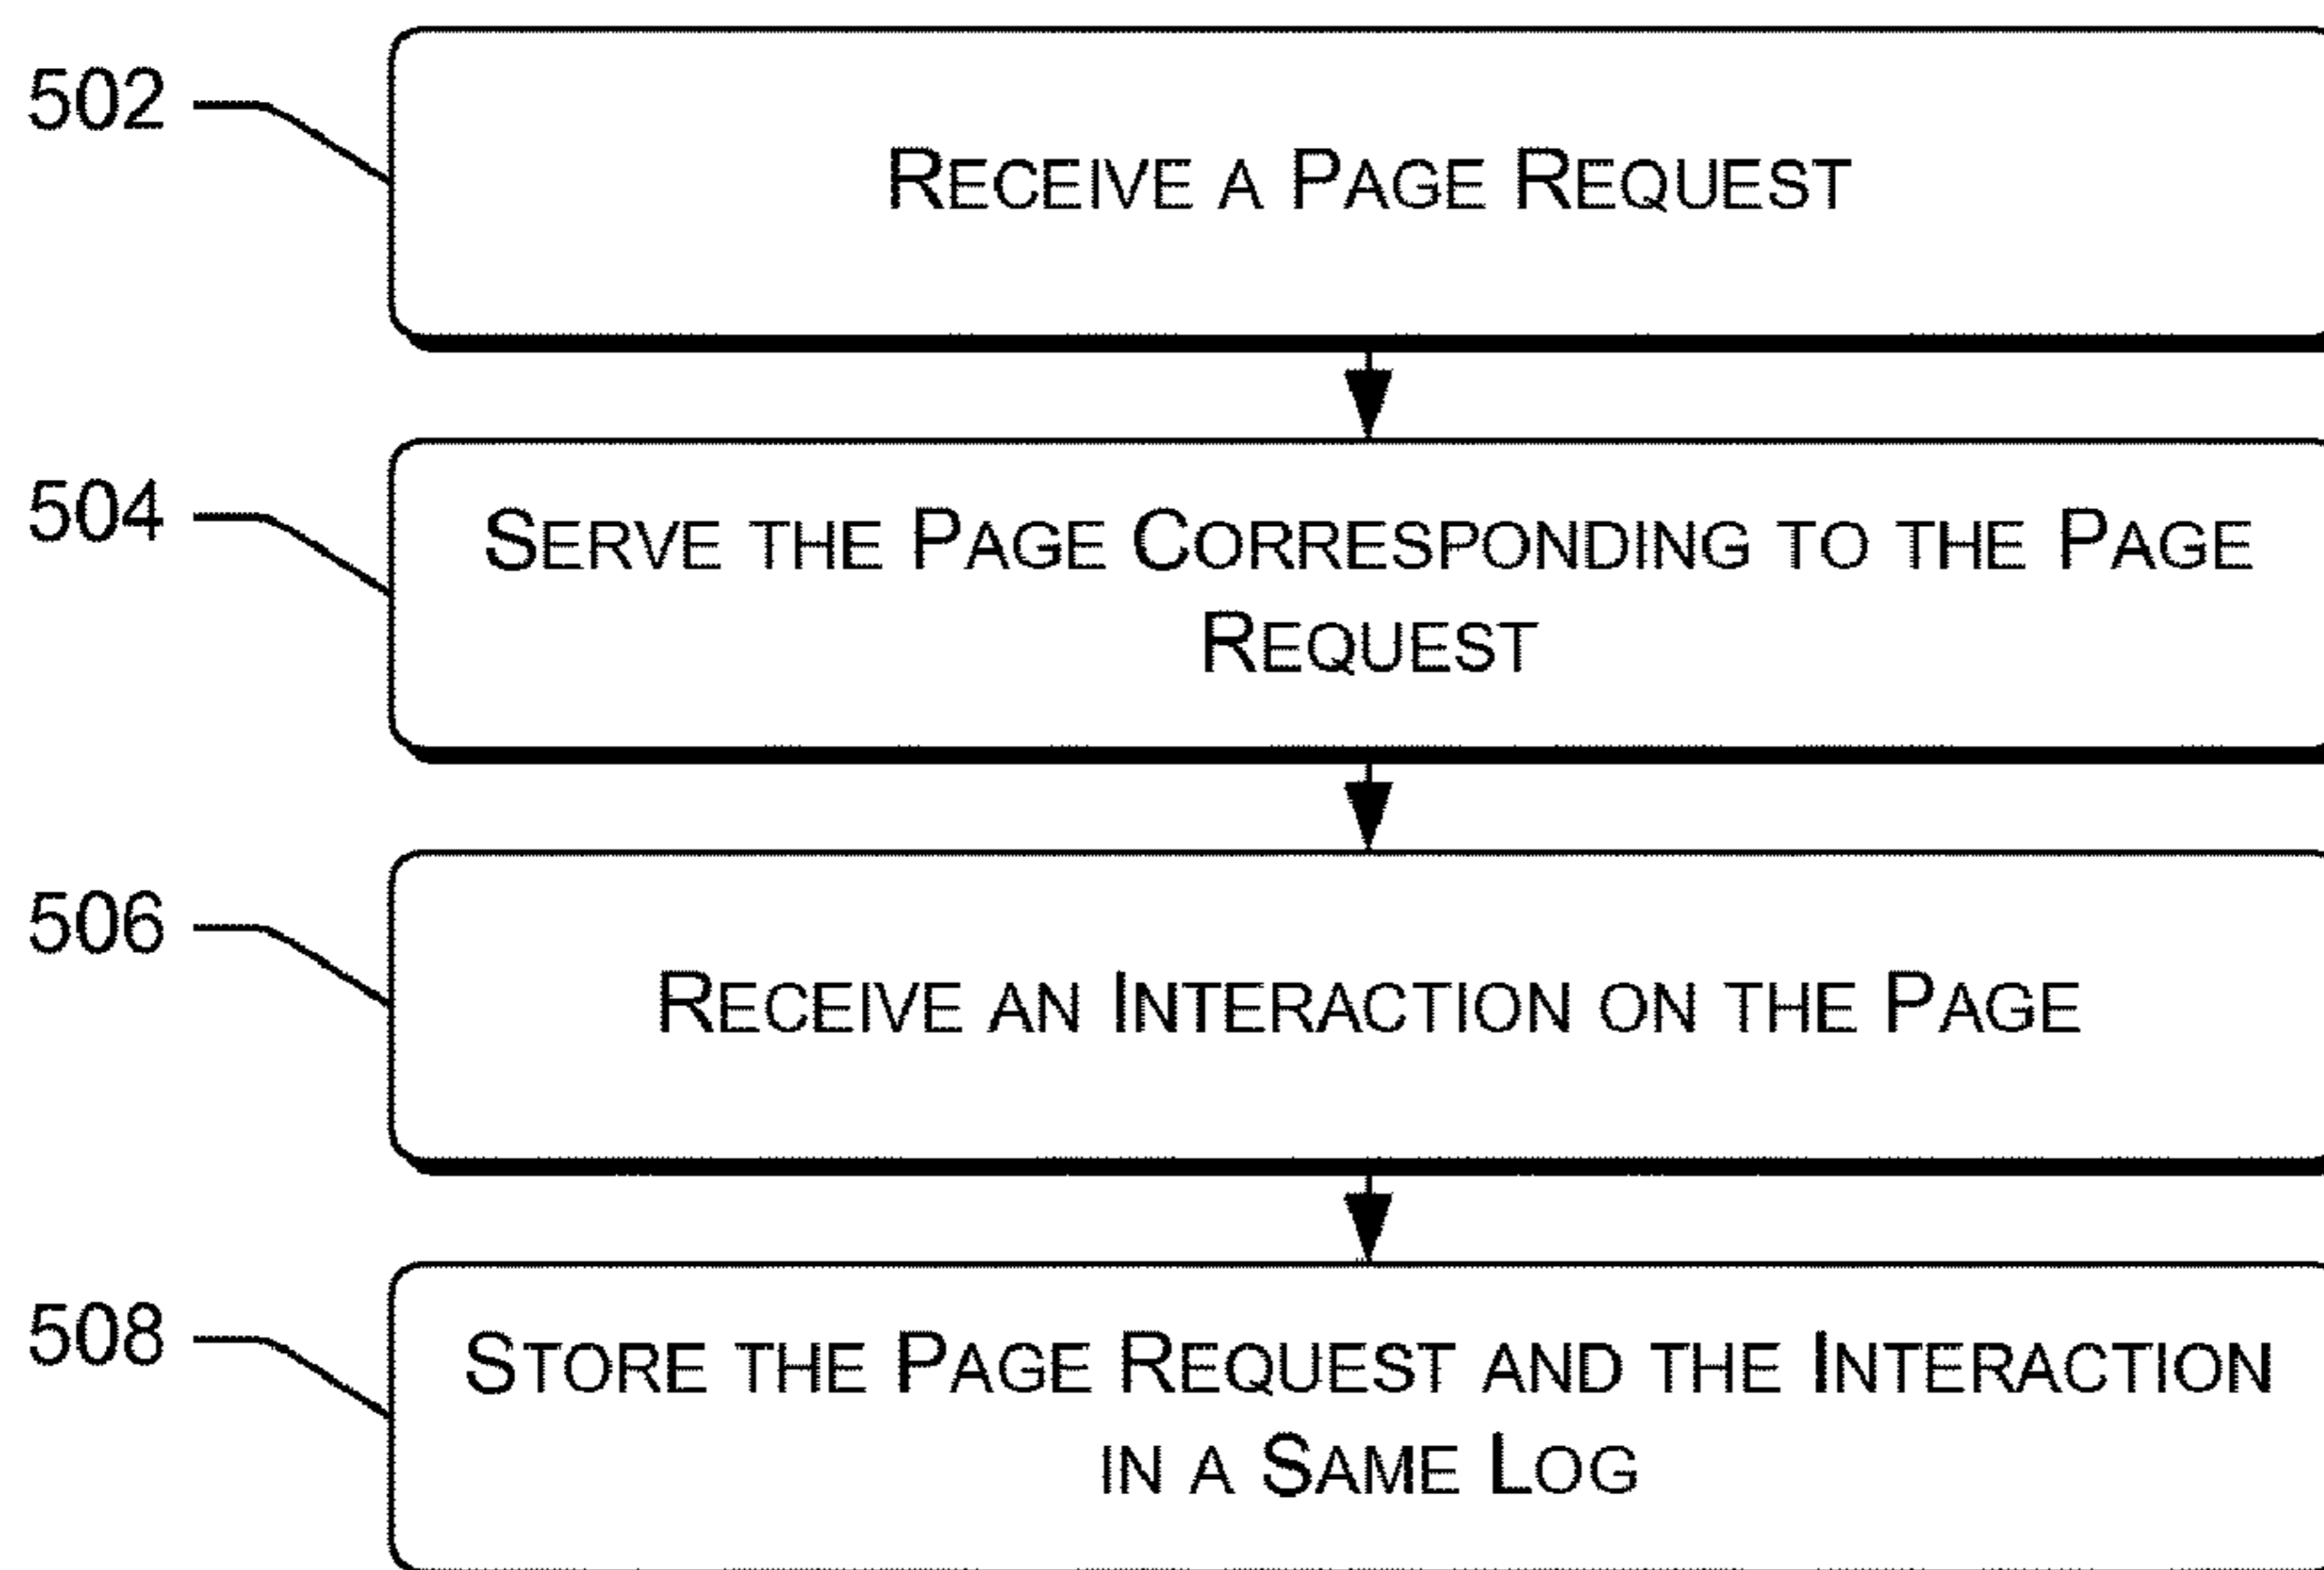 502
RECEIVE A PAGE REQUEST
504
SERVE THE PAGE CORRESPONDING TO THE PAGE
REQUEST
506
RECEIVE AN INTERACTION ON THE PAGE
508
STORE THE PAGE REQUEST AND THE INTERACTION
IN A SAME LOG